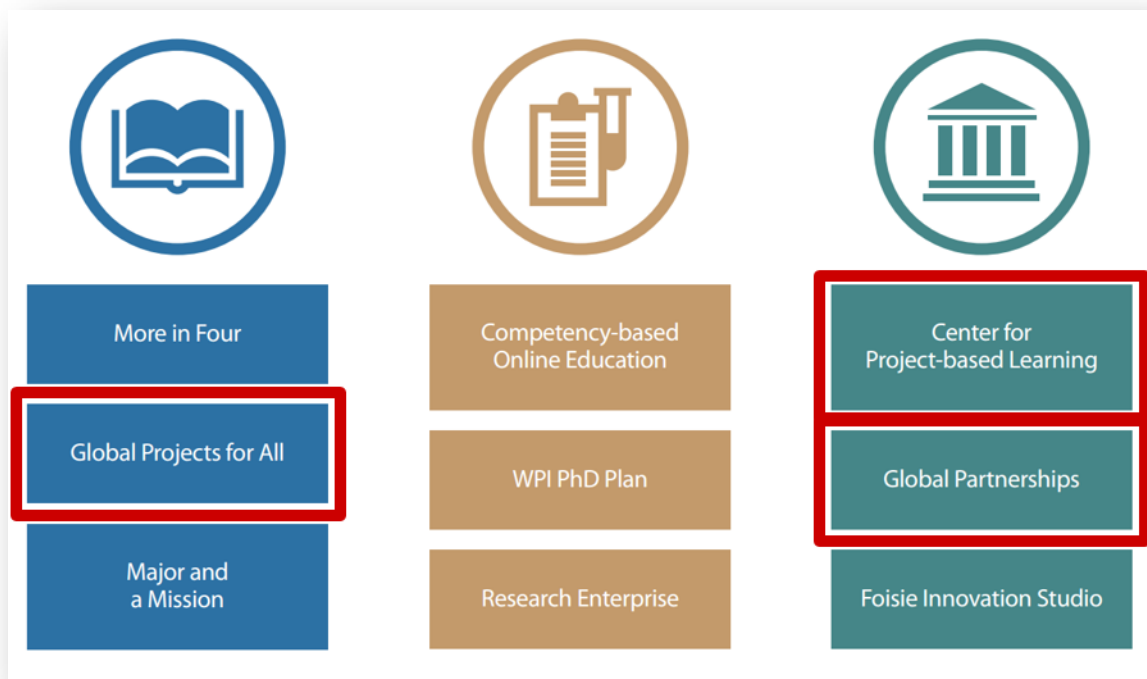 More in Four
Global Projects for All
Major and
a Mission
Competency-based
Online Education
WPI PhD Plan
Research Enterprise
Center for
Project-based Learning
Global Partnerships
Foisie Innovation Studio